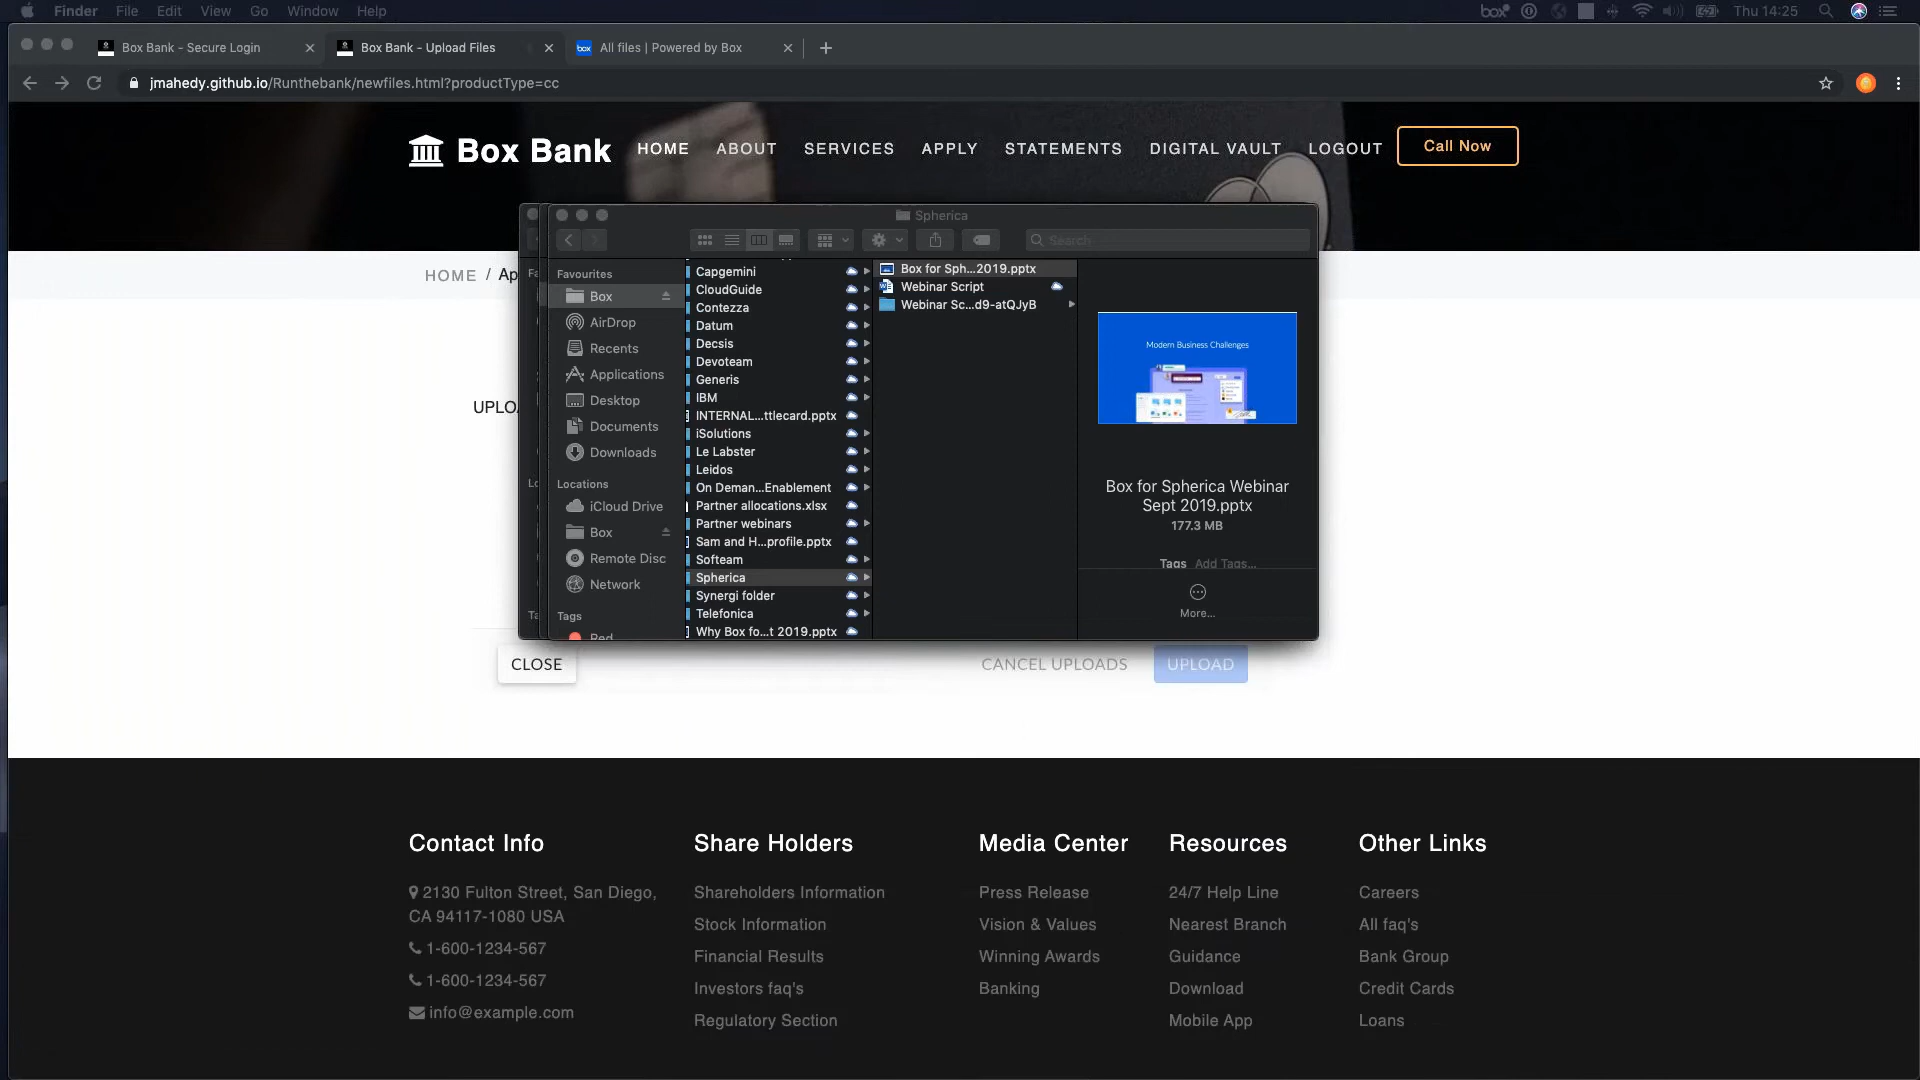 Finder File Edit View Go Window Help box Thu 14:25
Box Bank - Secure Login
Box Bank - Upload Files
box All files | Powered by Box
jmahedy.github.io/Runthebank/newfiles.html?productType=cc
Box Bank HOME ABOUT SERVICES APPLY STATEMENTS DIGITAL VAULT LOGOUT Call Now
Spherica
Search
HOME /
Favourites
Box
AirDrop
Recents
Applications
Desktop
Documents
Downloads
Locations
iCloud Drive
Box
Remote Disc
Network
Tags
Red
Capgemini
CloudGuide
Contezza
Datum
Decsis
Devoteam
Generis
IBM
INTERNAL...ttlecard.pptx
iSolutions
Le Labster
Leidos
On Deman...Enablement
Partner allocations.xlsx
Partner webinars
Sam and H...profile.pptx
Softeam
Spherica
Synergi folder
Telefonica
Why Box fo...t 2019.pptx
Box for Sph...2019.pptx
Webinar Script
Webinar Sc...d9-atQJyB
Modern Business Challenges
Box for Spherica Webinar
Sept 2019.pptx
177.3 MB
Tags Add Tags...
More...
CLOSE CANCEL UPLOADS UPLOAD
Contact Info
2130 Fulton Street, San Diego,
CA 94117-1080 USA
1-600-1234-567
1-600-1234-567
info@example.com
Share Holders
Shareholders Information
Stock Information
Financial Results
Investors faq's
Regulatory Section
Media Center
Press Release
Vision & Values
Winning Awards
Banking
Resources
24/7 Help Line
Nearest Branch
Guidance
Download
Mobile App
Other Links
Careers
All faq's
Bank Group
Credit Cards
Loans